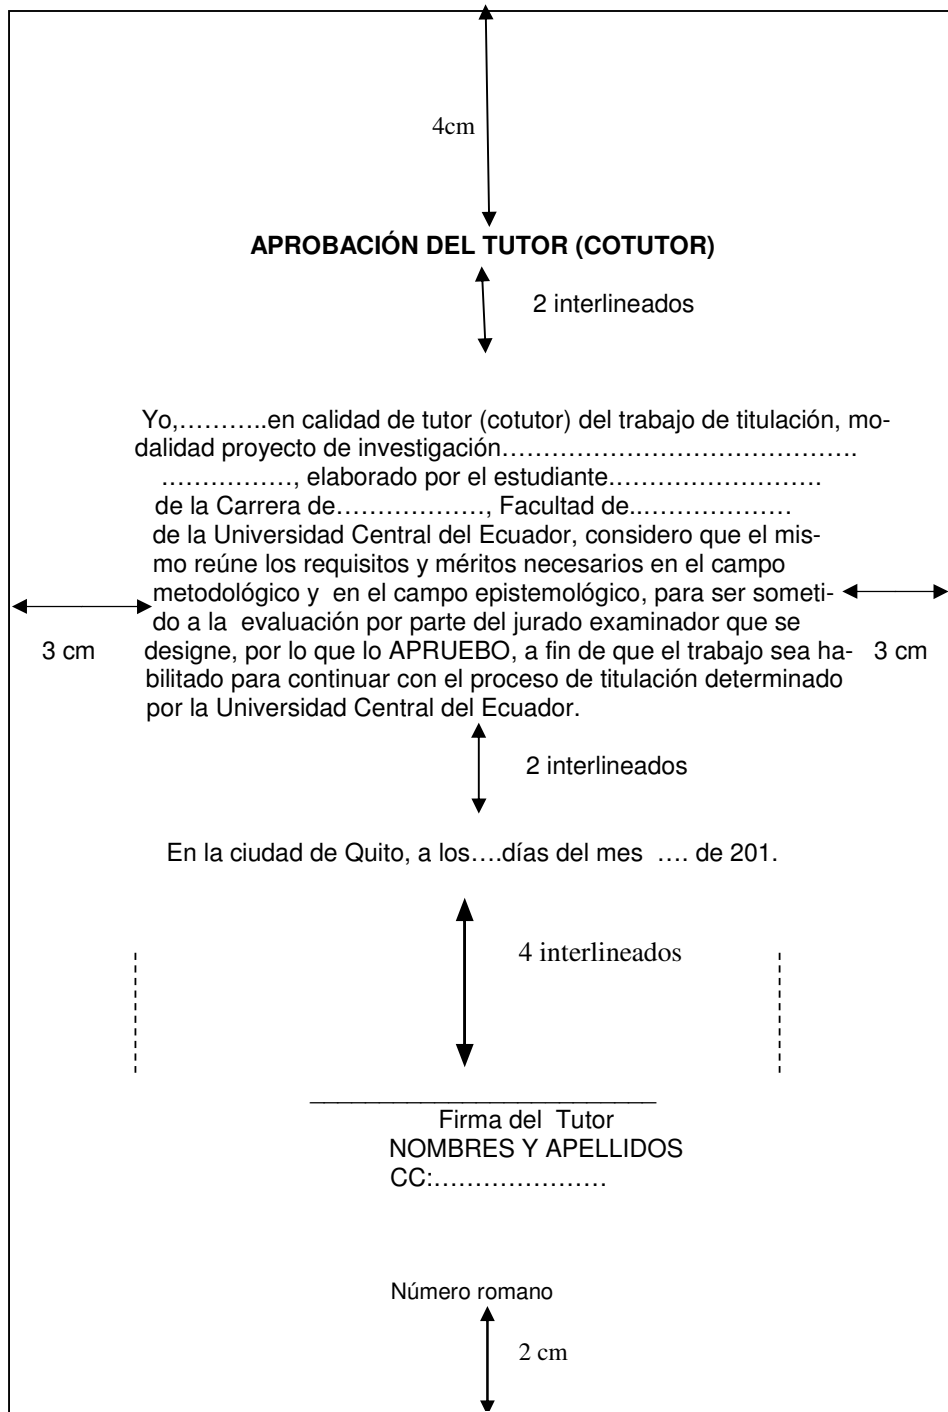 4cm
APROBACIÓN DEL TUTOR (COTUTOR)
2 interlineados
Yo,………..en calidad de tutor (cotutor) del trabajo de titulación, mo-
dalidad proyecto de investigación…………………………………….
..……………, elaborado por el estudiante..…………………….
de la Carrera de………………, Facultad de..………………
de la Universidad Central del Ecuador, considero que el mis-
mo reúne los requisitos y méritos necesarios en el campo
metodológico y  en el campo epistemológico, para ser someti-
do a la  evaluación por parte del jurado examinador que se
3 cm designe, por lo que lo APRUEBO, a fin de que el trabajo sea ha- 3 cm
bilitado para continuar con el proceso de titulación determinado
por la Universidad Central del Ecuador.
2 interlineados
En la ciudad de Quito, a los….días del mes  …. de 201.
4 interlineados
__________________________
Firma del  Tutor
NOMBRES Y APELLIDOS
CC:…………………
Número romano
2 cm